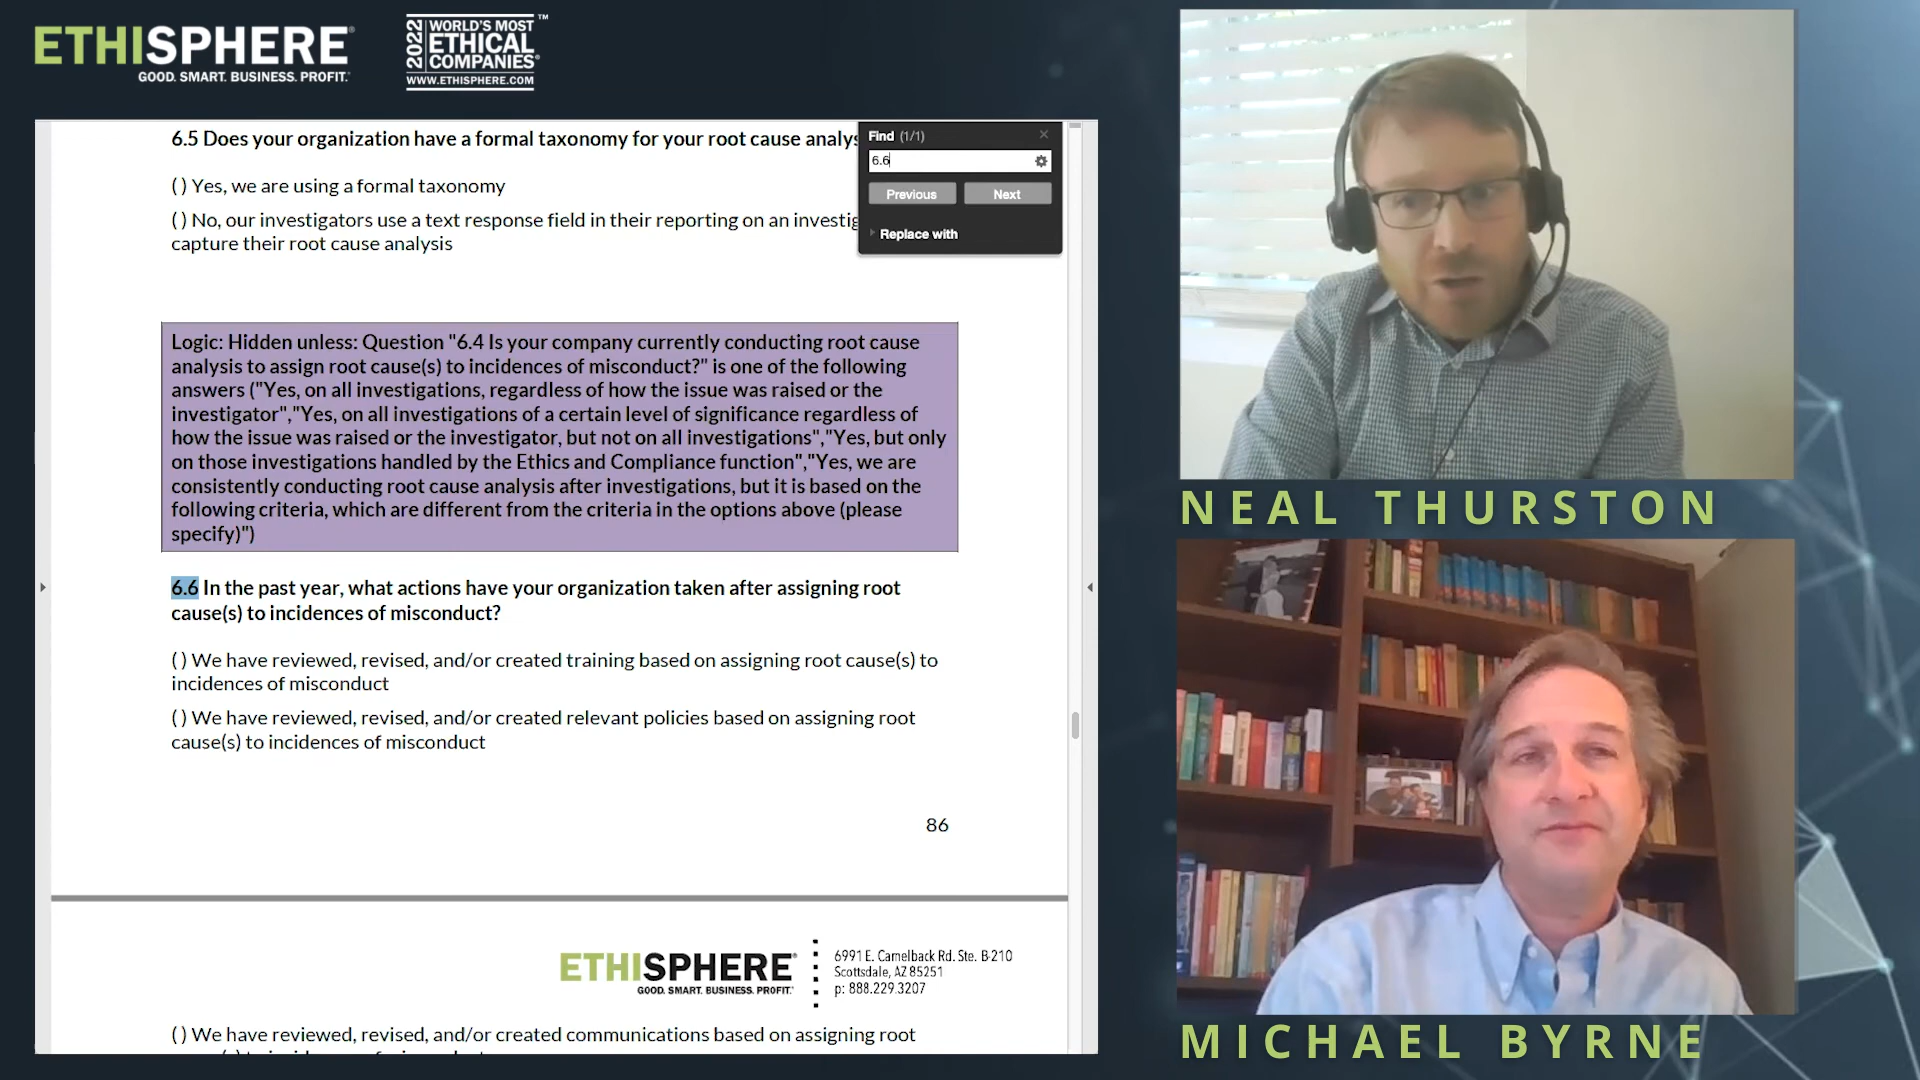 ETHISPHERE
GOOD. SMART. BUSINESS. PROFIT.
2022 WORLD'S MOST ETHICAL COMPANIES
WWW.ETHISPHERE.COM
6.5 Does your organization have a formal taxonomy for your root cause analys
( ) Yes, we are using a formal taxonomy
( ) No, our investigators use a text response field in their reporting on an investig
capture their root cause analysis
Find (1/1)
6.6
Previous Next
Replace with
Logic: Hidden unless: Question "6.4 Is your company currently conducting root cause
analysis to assign root cause(s) to incidences of misconduct?" is one of the following
answers ("Yes, on all investigations, regardless of how the issue was raised or the
investigator","Yes, on all investigations of a certain level of significance regardless of
how the issue was raised or the investigator, but not on all investigations","Yes, but only
on those investigations handled by the Ethics and Compliance function","Yes, we are
consistently conducting root cause analysis after investigations, but it is based on the
following criteria, which are different from the criteria in the options above (please
specify)")
6.6 In the past year, what actions have your organization taken after assigning root
cause(s) to incidences of misconduct?
( ) We have reviewed, revised, and/or created training based on assigning root cause(s) to
incidences of misconduct
( ) We have reviewed, revised, and/or created relevant policies based on assigning root
cause(s) to incidences of misconduct
86
ETHISPHERE
GOOD. SMART. BUSINESS. PROFIT.
6991 E. Camelback Rd. Ste. B-210
Scottsdale, AZ 85251
p: 888.229.3207
( ) We have reviewed, revised, and/or created communications based on assigning root
NEAL THURSTON
MICHAEL BYRNE